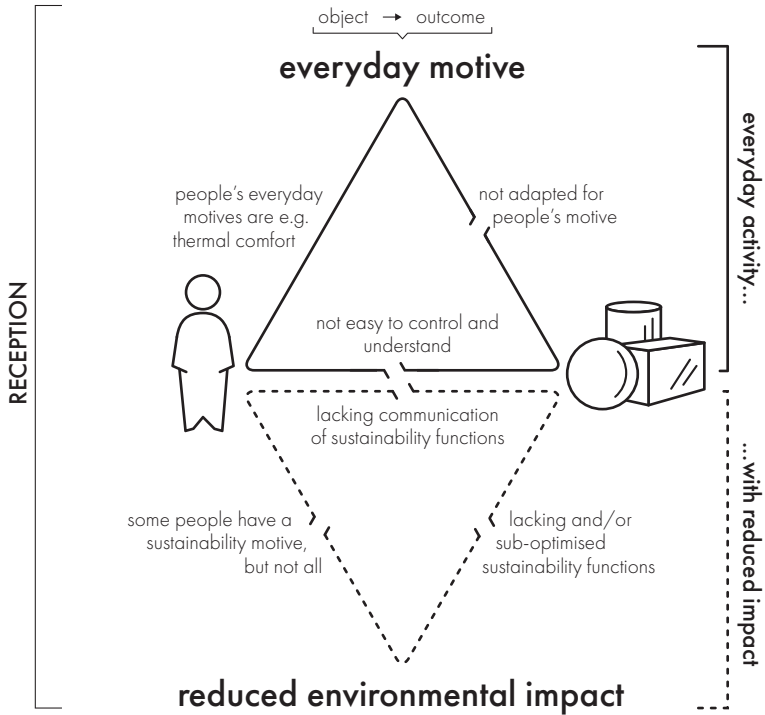 object → outcome
everyday motive
people's everyday
motives are e.g.
thermal comfort
not adapted for
people's motive
everyday activity...
RECEPTION
not easy to control and
understand
lacking communication
of sustainability functions
some people have a
sustainability motive,
but not all
lacking and/or
sub-optimised
sustainability functions
...with reduced impact
reduced environmental impact